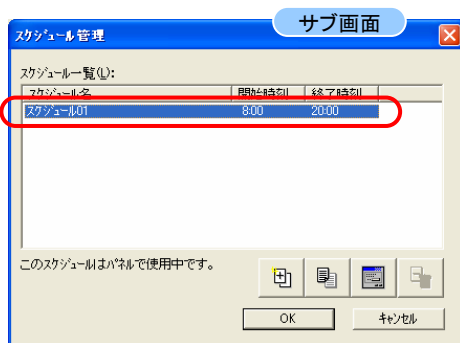 サブ画面
スケジュール管理
スケジュール一覧(L):
スケジュール名 開始時刻 終了時刻
スケジュール01 8:00 20:00
このスケジュールはパネルで使用中です。
OK キャンセル